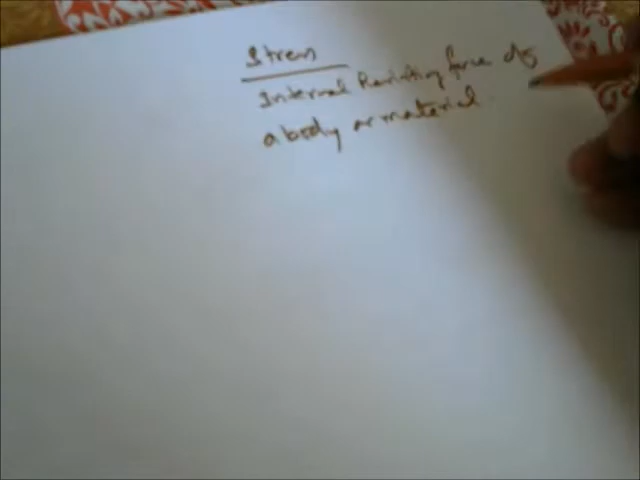 Stress
Internal Resisting force of
a body or material